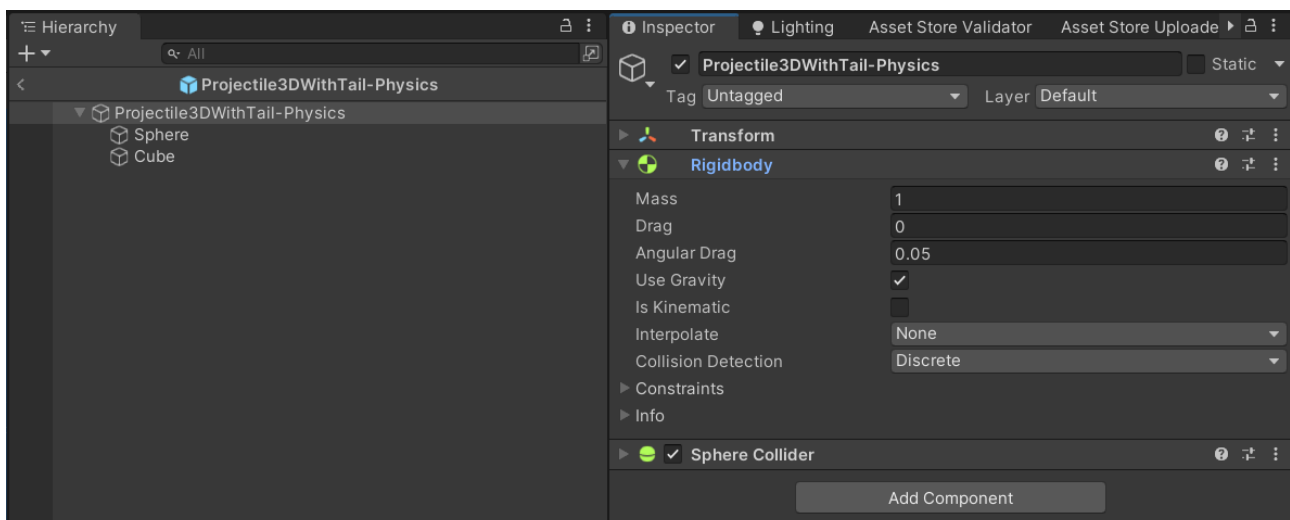 Hierarchy
All
Projectile3DWithTail-Physics
Projectile3DWithTail-Physics
Sphere
Cube
Inspector Lighting Asset Store Validator Asset Store Uploade
Projectile3DWithTail-Physics Static
Tag Untagged Layer Default
Transform
Rigidbody
Mass 1
Drag 0
Angular Drag 0.05
Use Gravity
Is Kinematic
Interpolate None
Collision Detection Discrete
Constraints
Info
Sphere Collider
Add Component